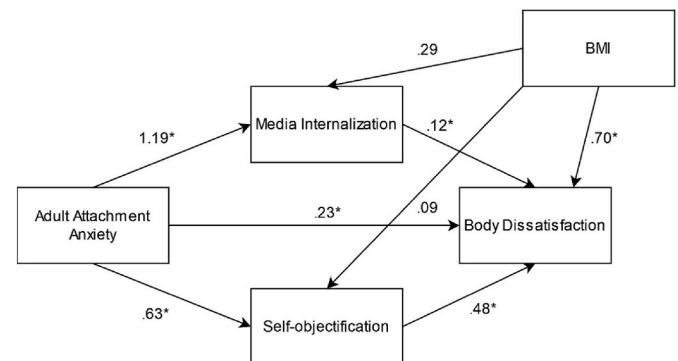 BMI
.29
Media Internalization
1.19*
.12*
.70*
Adult Attachment
Anxiety
.23*
.09
Body Dissatisfaction
.63*
Self-objectification
.48*